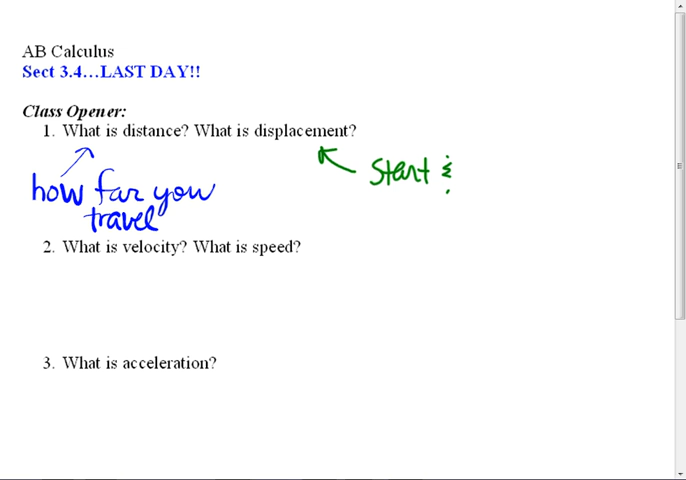 AB Calculus
Sect 3.4…LAST DAY!!
Class Opener:
1. What is distance? What is displacement?
start &
how far you
travel
2. What is velocity? What is speed?
3. What is acceleration?